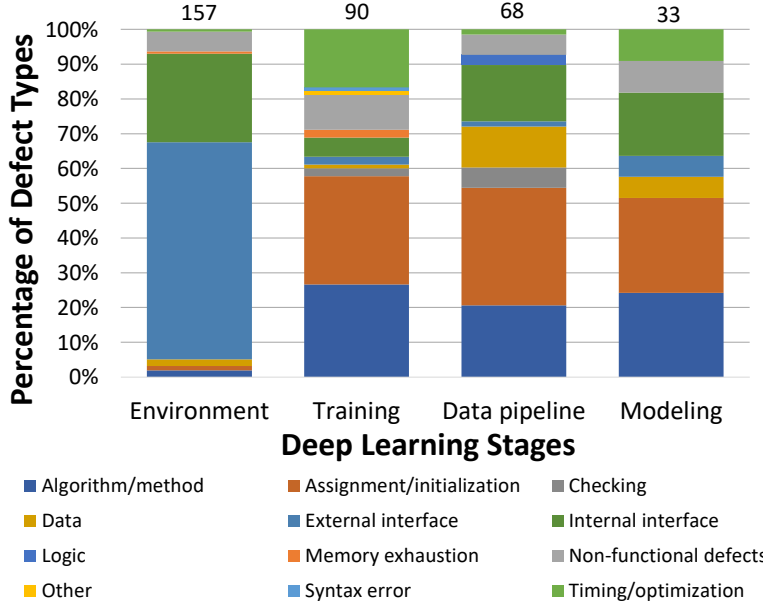 157 90 68 33
100%
90%
80%
70%
60%
50%
40%
30%
20%
10%
0%
Percentage of Defect Types
Environment Training Data pipeline Modeling
Deep Learning Stages
Algorithm/method Assignment/initialization Checking
Data External interface Internal interface
Logic Memory exhaustion Non-functional defects
Other Syntax error Timing/optimization